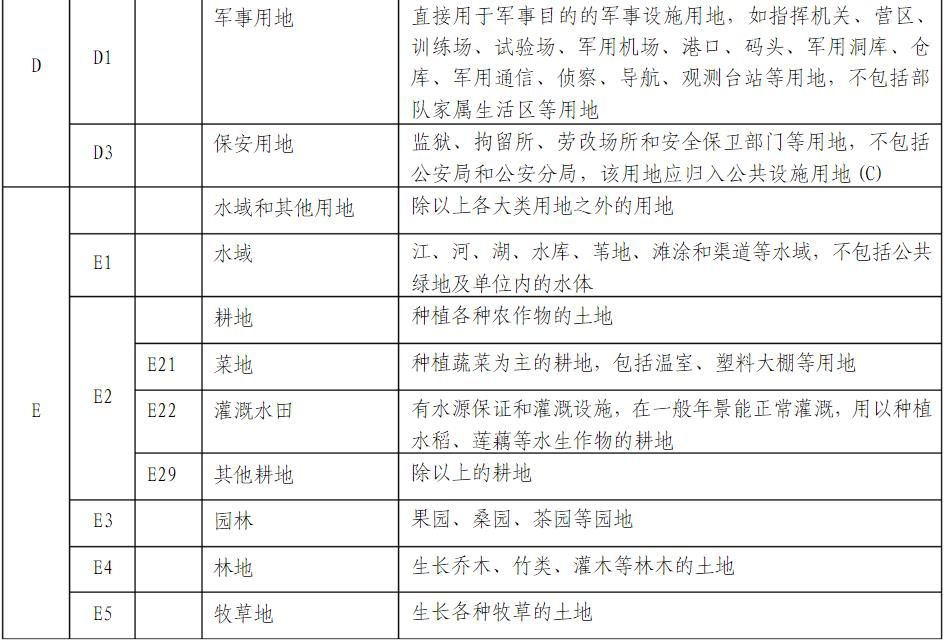 D
D1
军事用地
直接用于军事目的的军事设施用地，如指挥机关、营区、
训练场、试验场、军用机场、港口、码头、军用洞库、仓
库、军用通信、侦察、导航、观测台站等用地，不包括部
队家属生活区等用地
D3
保安用地
监狱、拘留所、劳改场所和安全保卫部门等用地，不包括
公安局和公安分局，该用地应归入公共设施用地(C)
E
水域和其他用地
除以上各大类用地之外的用地
E1
水域
江、河、湖、水库、苇地、滩涂和渠道等水域，不包括公共
绿地及单位内的水体
E2
耕地
种植各种农作物的土地
E21
菜地
种植蔬菜为主的耕地，包括温室、塑料大棚等用地
E22
灌溉水田
有水源保证和灌溉设施，在一般年景能正常灌溉，用以种植
水稻、莲藕等水生作物的耕地
E29
其他耕地
除以上的耕地
E3
园林
果园、桑园、茶园等园地
E4
林地
生长乔木、竹类、灌木等林木的土地
E5
牧草地
生长各种牧草的土地